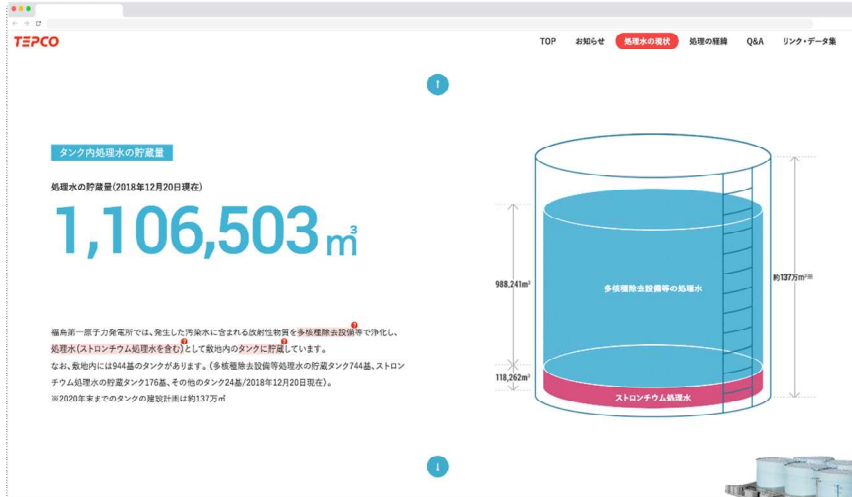 TEPCO
TOP お知らせ 処理水の現状 処理の経緯 Q&A リンク・データ集
↑
タンク内処理水の貯蔵量
処理水の貯蔵量(2018年12月20日現在)
1,106,503㎥
福島第一原子力発電所では、発生した汚染水に含まれる放射性物質を多核種除去設備?等で浄化し、
処理水(ストロンチウム処理水を含む)?として敷地内のタンクに貯蔵?しています。
なお、敷地内には944基のタンクがあります。(多核種除去設備等処理水の貯蔵タンク744基、ストロン
チウム処理水の貯蔵タンク176基、その他のタンク24基/2018年12月20日現在)。
※2020年末までのタンクの建設計画は約137万㎥
988,241m³
多核種除去設備等の処理水
約137万m³※
118,262m³
ストロンチウム処理水
↓